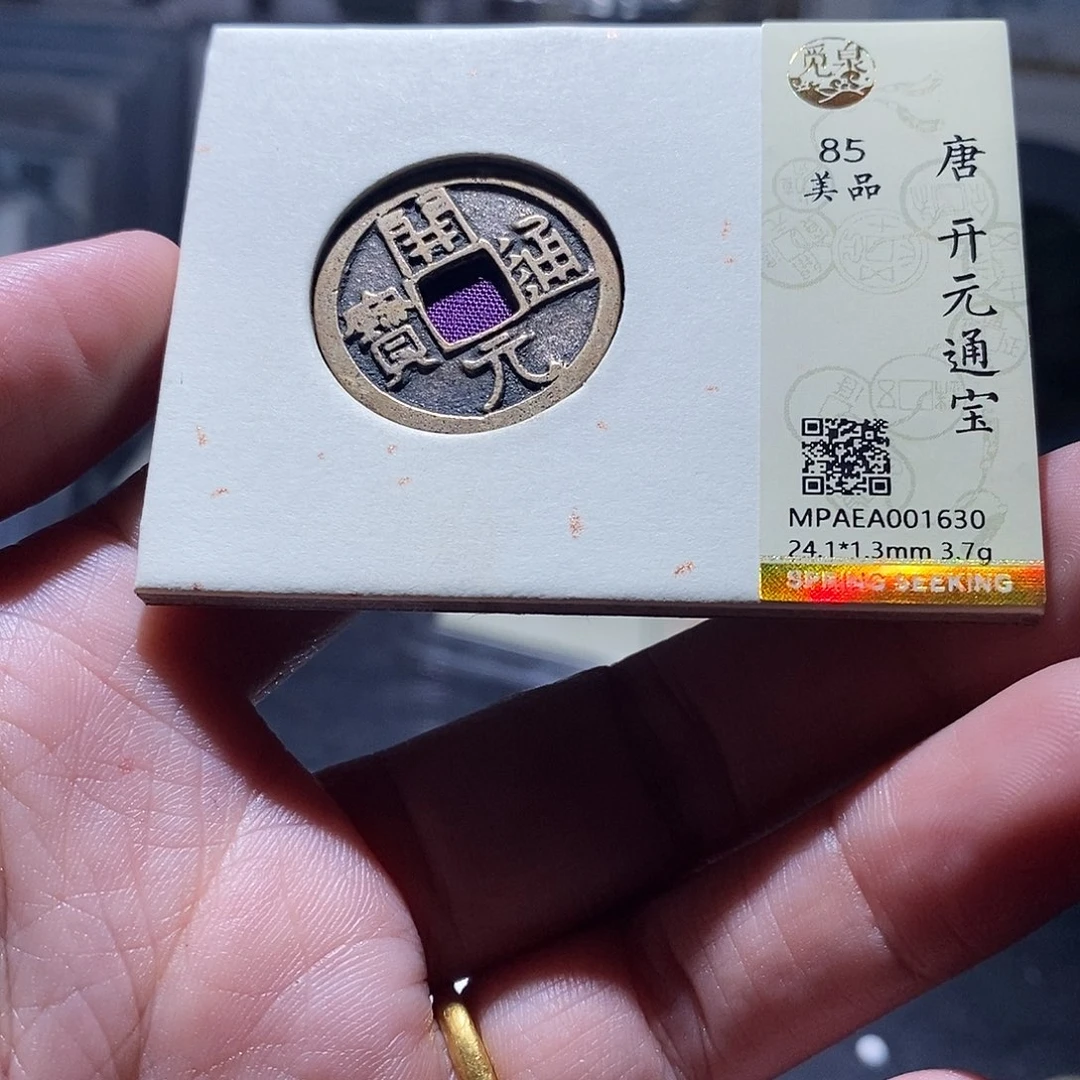 開
通
寶
元
觅泉
85
美品
唐 开元通宝
MPAEA001630
24.1*1.3mm 3.7g
SPRING SEEKING